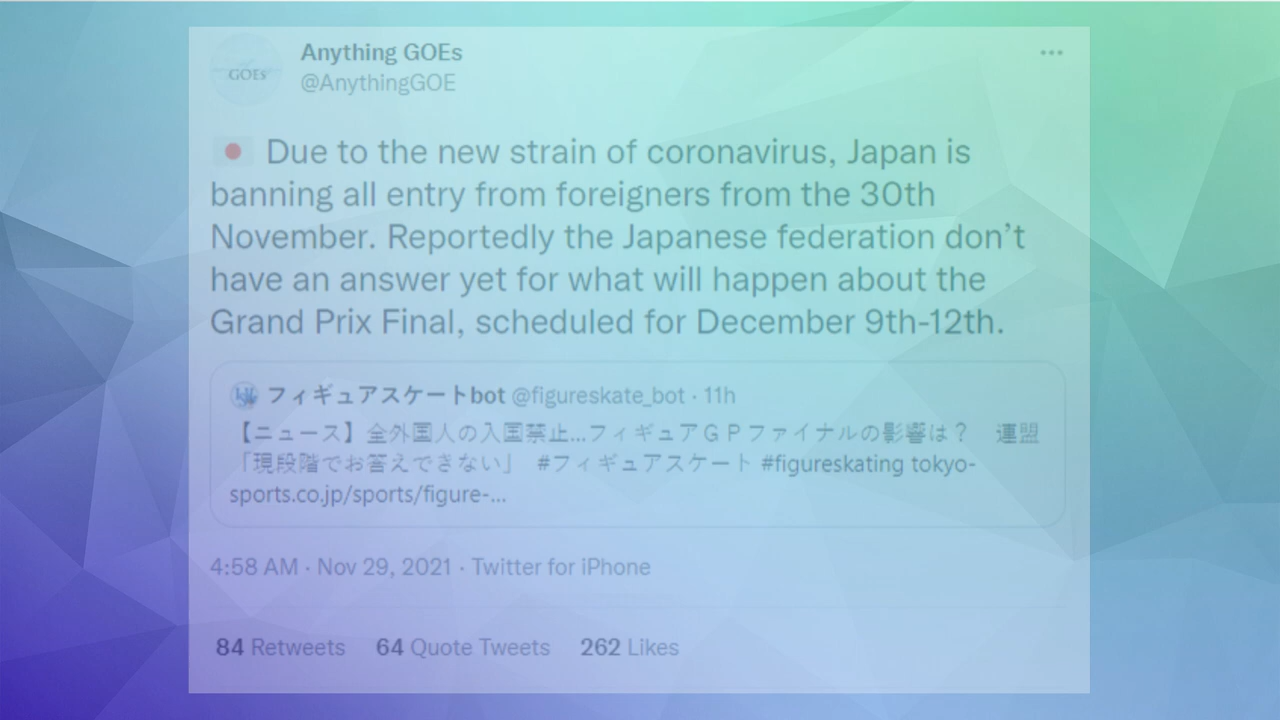 GOEs
Anything GOEs
@AnythingGOE
🇯🇵 Due to the new strain of coronavirus, Japan is
banning all entry from foreigners from the 30th
November. Reportedly the Japanese federation don't
have an answer yet for what will happen about the
Grand Prix Final, scheduled for December 9th-12th.
フィギュアスケートbot @figureskate_bot · 11h
【ニュース】全外国人の入国禁止...フィギュアＧＰファイナルの影響は？　連盟
「現段階でお答えできない」 #フィギュアスケート #figureskating tokyo-
sports.co.jp/sports/figure-...
4:58 AM · Nov 29, 2021 · Twitter for iPhone
84 Retweets 64 Quote Tweets 262 Likes